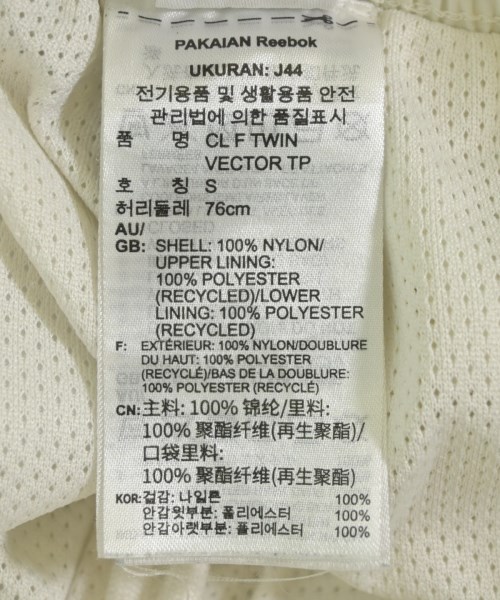 PAKAIAN Reebok
UKURAN: J44
전기용품 및 생활용품 안전
관리법에 의한 품질표시
품 명 CL F TWIN
VECTOR TP
호 칭 S
허리둘레 76cm
AU/
GB: SHELL: 100% NYLON/
UPPER LINING:
100% POLYESTER
(RECYCLED)/LOWER
LINING: 100% POLYESTER
(RECYCLED)
F: EXTÉRIEUR: 100% NYLON/DOUBLURE
DU HAUT: 100% POLYESTER
(RECYCLÉ)/BAS DE LA DOUBLURE:
100% POLYESTER (RECYCLÉ)
CN: 主料: 100% 锦纶/里料:
100% 聚酯纤维(再生聚酯)/
口袋里料:
100% 聚酯纤维(再生聚酯)
KOR: 겉감: 나일론 100%
안감윗부분: 폴리에스터 100%
안감아랫부분: 폴리에스터 100%